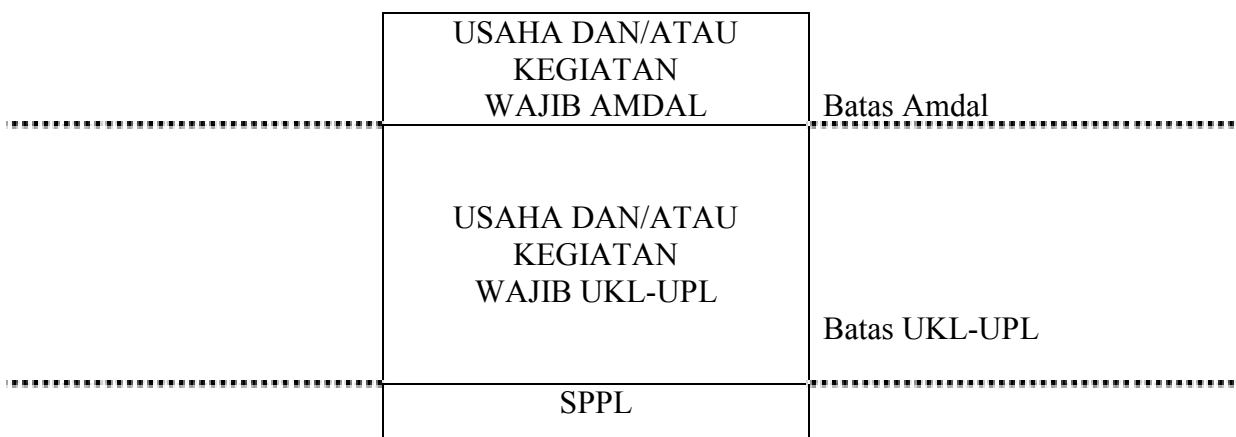 USAHA DAN/ATAU
KEGIATAN
WAJIB AMDAL
Batas Amdal
USAHA DAN/ATAU
KEGIATAN
WAJIB UKL-UPL
Batas UKL-UPL
SPPL